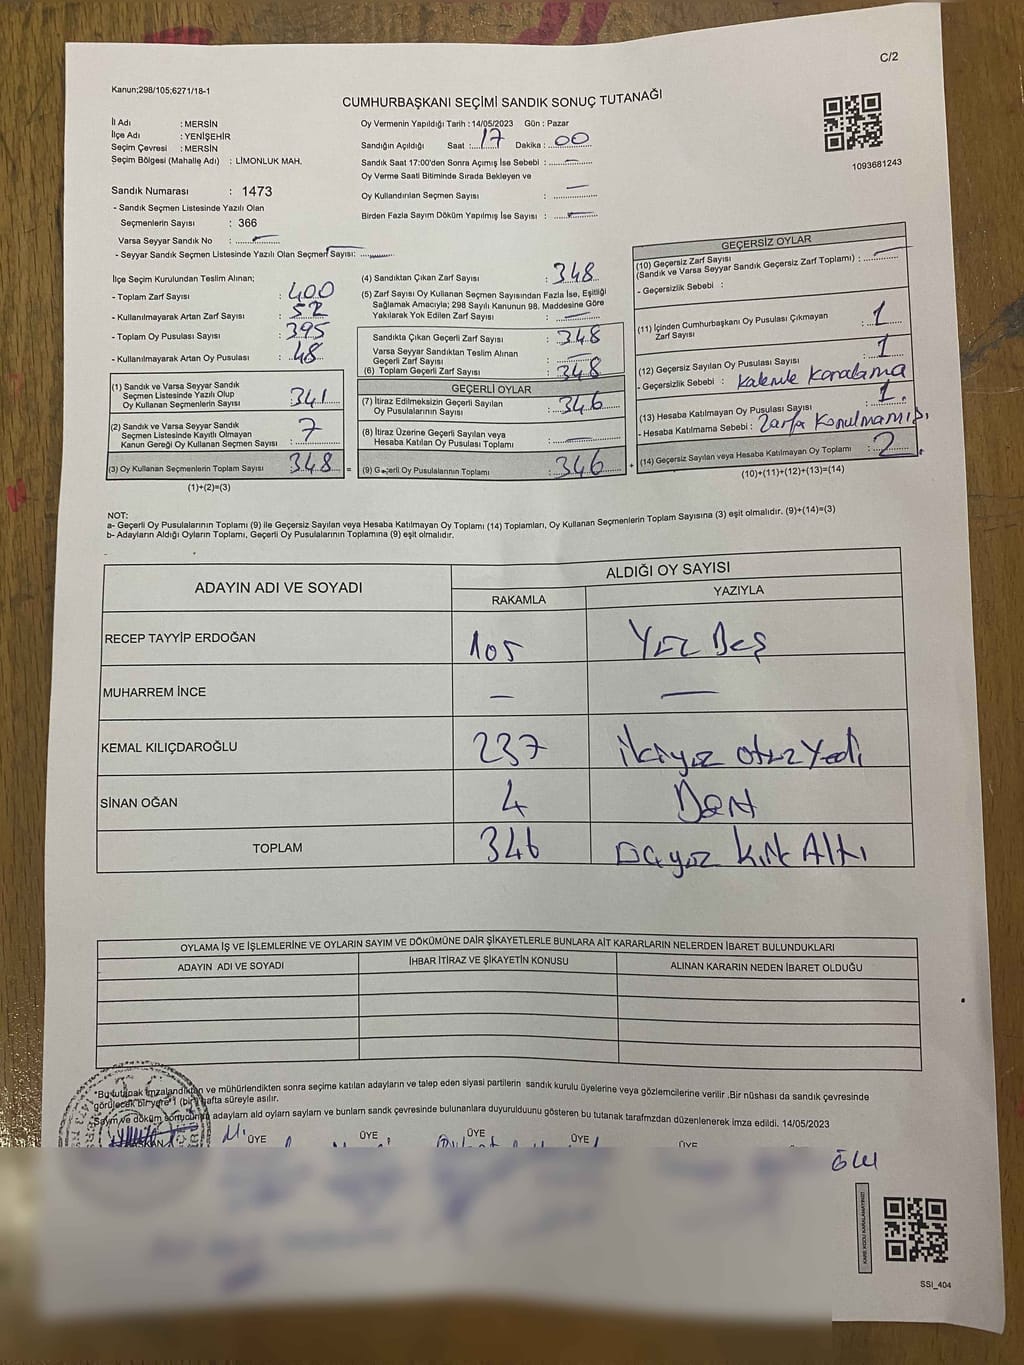 C/2
Kanun;298/105;6271/18-1
CUMHURBAŞKANI SEÇİMİ SANDIK SONUÇ TUTANAĞI
İl Adı : MERSİN
İlçe Adı : YENİŞEHİR
Seçim Çevresi : MERSİN
Seçim Bölgesi (Mahalle Adı) : LİMONLUK MAH.
Sandık Numarası : 1473
- Sandık Seçmen Listesinde Yazılı Olan
Seçmenlerin Sayısı : 366
Varsa Seyyar Sandık No :
- Seyyar Sandık Seçmen Listesinde Yazılı Olan Seçmen Sayısı:
Oy Vermenin Yapıldığı Tarih : 14/05/2023 Gün : Pazar
Sandığın Açıldığı Saat : 17 Dakika : 00
Sandık Saat 17:00'den Sonra Açımış İse Sebebi : —
Oy Verme Saati Bitiminde Sırada Bekleyen ve
Oy Kullandırılan Seçmen Sayısı —
Birden Fazla Sayım Döküm Yapılmış İse Sayısı : —
1093681243
İlçe Seçim Kurulundan Teslim Alınan;
- Toplam Zarf Sayısı : 400
- Kullanılmayarak Artan Zarf Sayısı : 52
- Toplam Oy Pusulası Sayısı : 395
- Kullanılmayarak Artan Oy Pusulası : 48
(1) Sandık ve Varsa Seyyar Sandık
Seçmen Listesinde Yazılı Olup
Oy Kullanan Seçmenlerin Sayısı : 341
(2) Sandık ve Varsa Seyyar Sandık
Seçmen Listesinde Kayıtlı Olmayan
Kanun Gereği Oy Kullanan Seçmen Sayısı : 7
(3) Oy Kullanan Seçmenlerin Toplam Sayısı : 348 =
(1)+(2)=(3)
(4) Sandıktan Çıkan Zarf Sayısı : 348
(5) Zarf Sayısı Oy Kullanan Seçmen Sayısından Fazla İse, Eşitliği
Sağlamak Amacıyla; 298 Sayılı Kanunun 98. Maddesine Göre
Yakılarak Yok Edilen Zarf Sayısı : —
Sandıkta Çıkan Geçerli Zarf Sayısı : 348
Varsa Seyyar Sandıktan Teslim Alınan
Geçerli Zarf Sayısı : —
(6) Toplam Geçerli Zarf Sayısı : 348
GEÇERLİ OYLAR
(7) İtiraz Edilmeksizin Geçerli Sayılan
Oy Pusulalarının Sayısı : 346
(8) İtiraz Üzerine Geçerli Sayılan veya
Hesaba Katılan Oy Pusulası Toplamı : —
(9) Geçerli Oy Pusulalarının Toplamı : 346 +
GEÇERSİZ OYLAR
(10) Geçersiz Zarf Sayısı
(Sandık ve Varsa Seyyar Sandık Geçersiz Zarf Toplamı) : —
- Geçersizlik Sebebi :
(11) İçinden Cumhurbaşkanı Oy Pusulası Çıkmayan
Zarf Sayısı : 1
(12) Geçersiz Sayılan Oy Pusulası Sayısı : 1
- Geçersizlik Sebebi : Kalemle Karalama
(13) Hesaba Katılmayan Oy Pusulası Sayısı : 1.
- Hesaba Katılmama Sebebi : Zarfa Konulmamış.
(14) Geçersiz Sayılan veya Hesaba Katılmayan Oy Toplamı : 2.
(10)+(11)+(12)+(13)=(14)
NOT:
a- Geçerli Oy Pusulalarının Toplamı (9) ile Geçersiz Sayılan veya Hesaba Katılmayan Oy Toplamı (14) Toplamları, Oy Kullanan Seçmenlerin Toplam Sayısına (3) eşit olmalıdır. (9)+(14)=(3)
b- Adayların Aldığı Oyların Toplamı, Geçerli Oy Pusulalarının Toplamına (9) eşit olmalıdır.
ADAYIN ADI VE SOYADI
ALDIĞI OY SAYISI
RAKAMLA YAZIYLA
RECEP TAYYİP ERDOĞAN 105 Yüz Beş
MUHARREM İNCE — —
KEMAL KILIÇDAROĞLU 237 ikiyüz otuz Yedi
SİNAN OĞAN 4 Dört
TOPLAM 346 Üçyüz Kırk Altı
OYLAMA İŞ VE İŞLEMLERİNE VE OYLARIN SAYIM VE DÖKÜMÜNE DAİR ŞİKAYETLERLE BUNLARA AİT KARARLARIN NELERDEN İBARET BULUNDUKLARI
ADAYIN ADI VE SOYADI İHBAR İTİRAZ VE ŞİKAYETİN KONUSU ALINAN KARARIN NEDEN İBARET OLDUĞU
*Bu tutanak imzalandıktan ve mühürlendikten sonra seçime katılan adayların ve talep eden siyasi partilerin sandık kurulu üyelerine veya gözlemcilerine verilir .Bir nüshası da sandık çevresinde
görülecek bir yere 1 (bir) hafta süreyle asılır.
Sayım ve döküm sonucunda adayların ald oyların sayların ve bunların sandk çevresinde bulunanlara duyurulduunu gösteren bu tutanak tarafmzdan düzenlenerek imza edildi. 14/05/2023
BAŞKAN ÜYE ÜYE ÜYE ÜYE ÜYE
KARE KODU KARALAMAYINIZ!
SSI_404